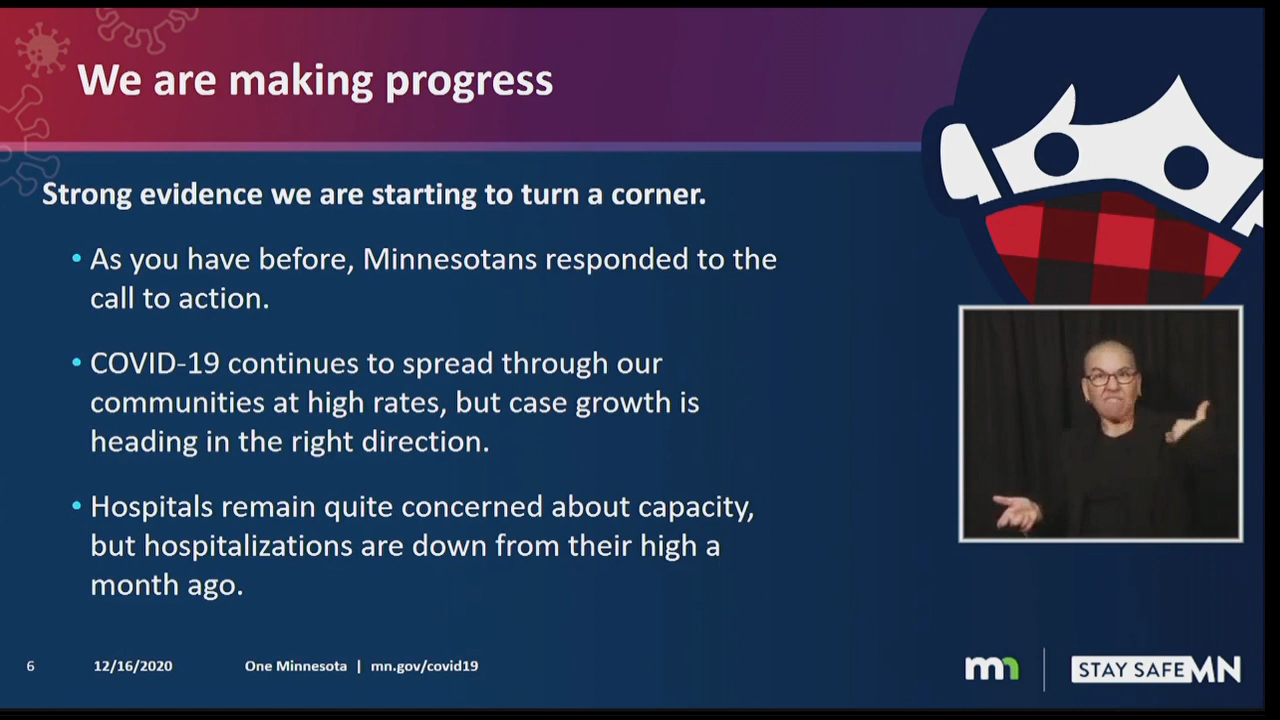 We are making progress
Strong evidence we are starting to turn a corner.
• As you have before, Minnesotans responded to the
call to action.
• COVID-19 continues to spread through our
communities at high rates, but case growth is
heading in the right direction.
• Hospitals remain quite concerned about capacity,
but hospitalizations are down from their high a
month ago.
6 12/16/2020 One Minnesota | mn.gov/covid19
mn | STAY SAFE MN